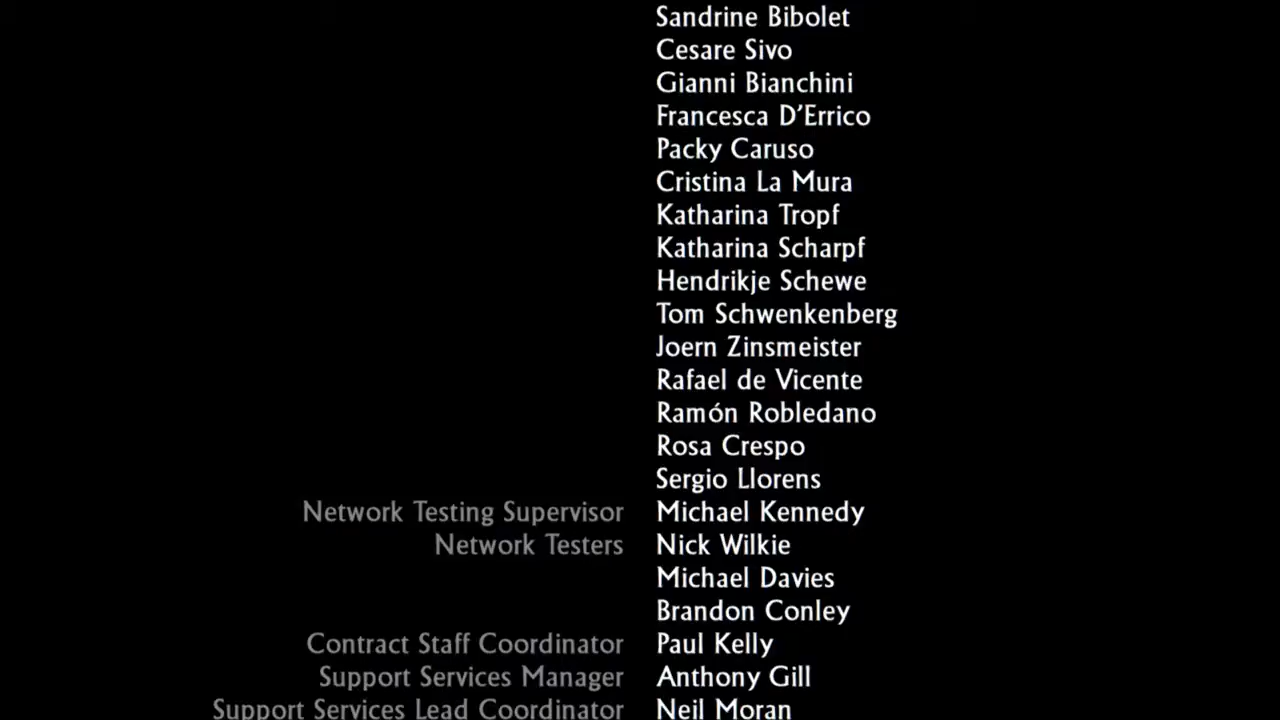 Sandrine Bibolet
Cesare Sivo
Gianni Bianchini
Francesca D'Errico
Packy Caruso
Cristina La Mura
Katharina Tropf
Katharina Scharpf
Hendrikje Schewe
Tom Schwenkenberg
Joern Zinsmeister
Rafael de Vicente
Ramón Robledano
Rosa Crespo
Sergio Llorens
Network Testing Supervisor Michael Kennedy
Network Testers Nick Wilkie
Michael Davies
Brandon Conley
Contract Staff Coordinator Paul Kelly
Support Services Manager Anthony Gill
Support Services Lead Coordinator Neil Moran